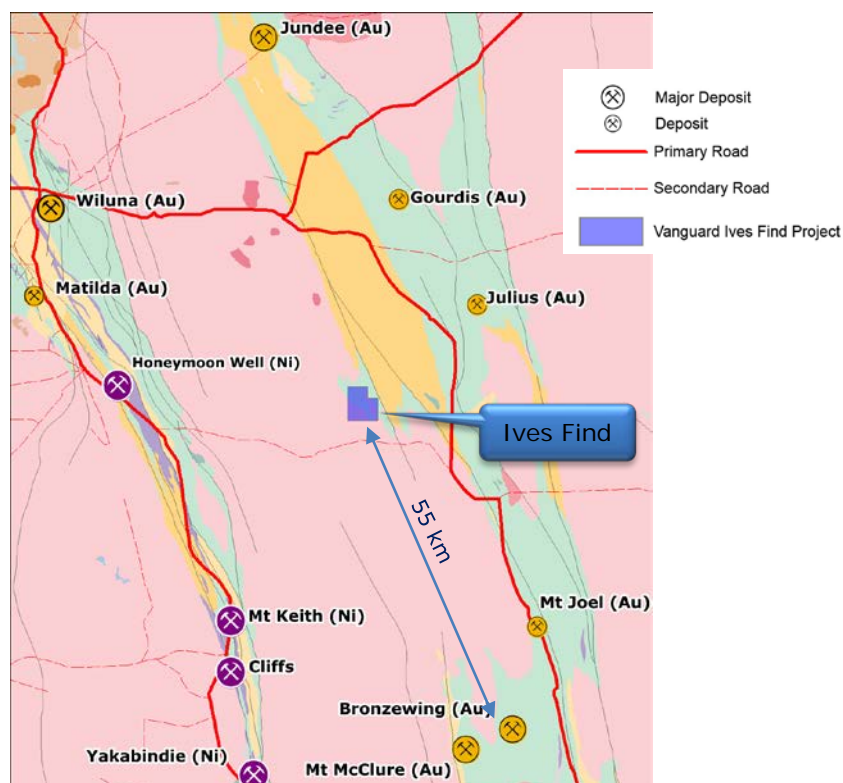 Jundee (Au)
Major Deposit
Deposit
Primary Road
Secondary Road
Vanguard Ives Find Project
Wiluna (Au)
Gourdis (Au)
Matilda (Au)
Julius (Au)
Honeymoon Well (Ni)
Ives Find
55 km
Mt Keith (Ni)
Mt Joel (Au)
Cliffs
Bronzewing (Au)
Yakabindie (Ni)
Mt McClure (Au)